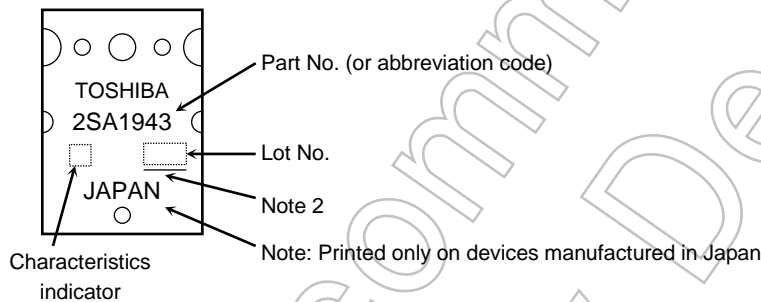 Part No. (or abbreviation code)
TOSHIBA
2SA1943
Lot No.
JAPAN
Note 2
Note: Printed only on devices manufactured in Japan
Characteristics
indicator